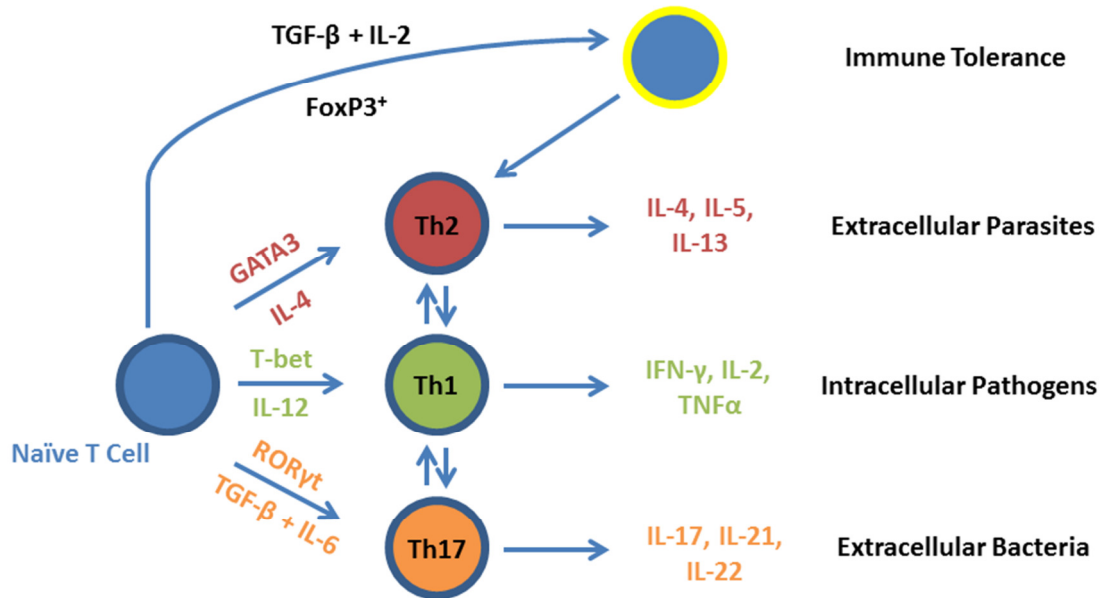 TGF-β + IL-2
FoxP3⁺
Immune Tolerance
Th2
IL-4, IL-5,
IL-13
Extracellular Parasites
GATA3
IL-4
T-bet
IL-12
Th1
IFN-γ, IL-2,
TNFα
Intracellular Pathogens
Naïve T Cell
RORγt
TGF-β + IL-6
Th17
IL-17, IL-21,
IL-22
Extracellular Bacteria